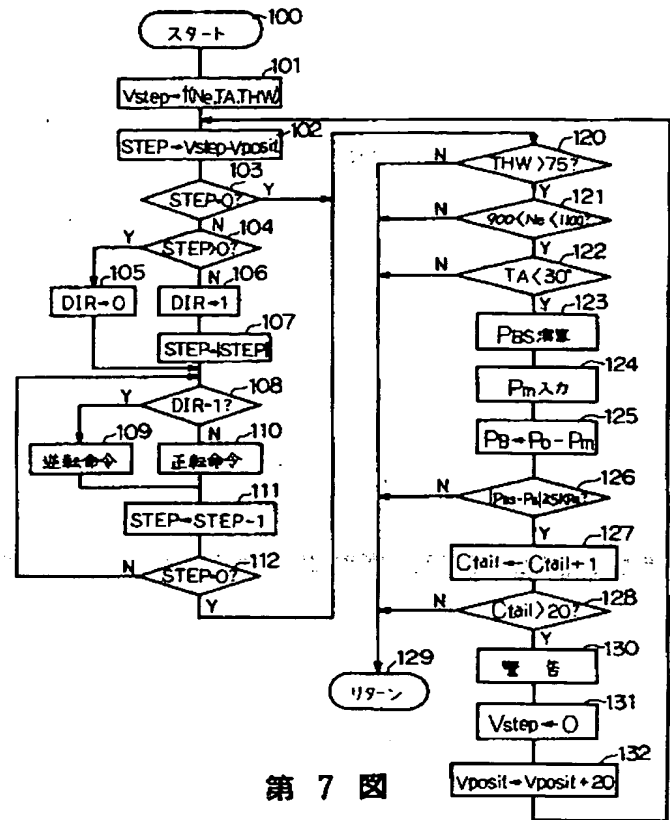 100
スタート
101
Vstep→f(Ne,TA,THW)
102
STEP→Vstep-Vposit
103
STEP=0?
Y
N
104
STEP>0?
Y
N
105
DIR→0
106
DIR→1
107
STEP→|STEP|
108
DIR=1?
Y
N
109
逆転命令
110
正転命令
111
STEP→STEP-1
112
STEP=0?
N
Y
120
THW>75?
N
Y
121
900<Ne<1100?
N
Y
122
TA<30°
N
Y
123
PBS演算
124
Pm入力
125
PB→Po-Pm
126
N
Y
127
Ctail←Ctail+1
128
Ctail>20?
N
Y
129
リターン
130
警告
131
Vstep←0
132
Vposit→Vposit+20
第7図